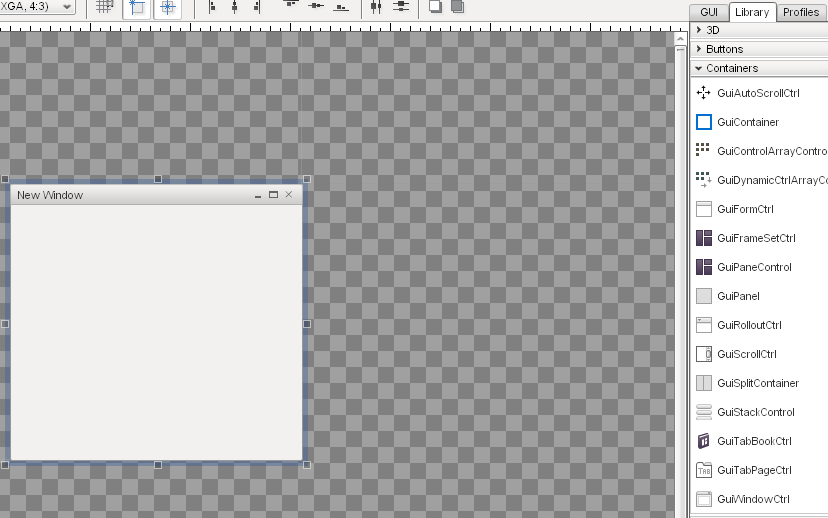 XGA, 4:3)
GUI
Library
Profiles
3D
Buttons
Containers
GuiAutoScrollCtrl
GuiContainer
GuiControlArrayContro
GuiDynamicCtrlArrayCo
GuiFormCtrl
GuiFrameSetCtrl
GuiPaneControl
GuiPanel
GuiRolloutCtrl
GuiScrollCtrl
GuiSplitContainer
GuiStackControl
GuiTabBookCtrl
TAB
GuiTabPageCtrl
GuiWindowCtrl
New Window